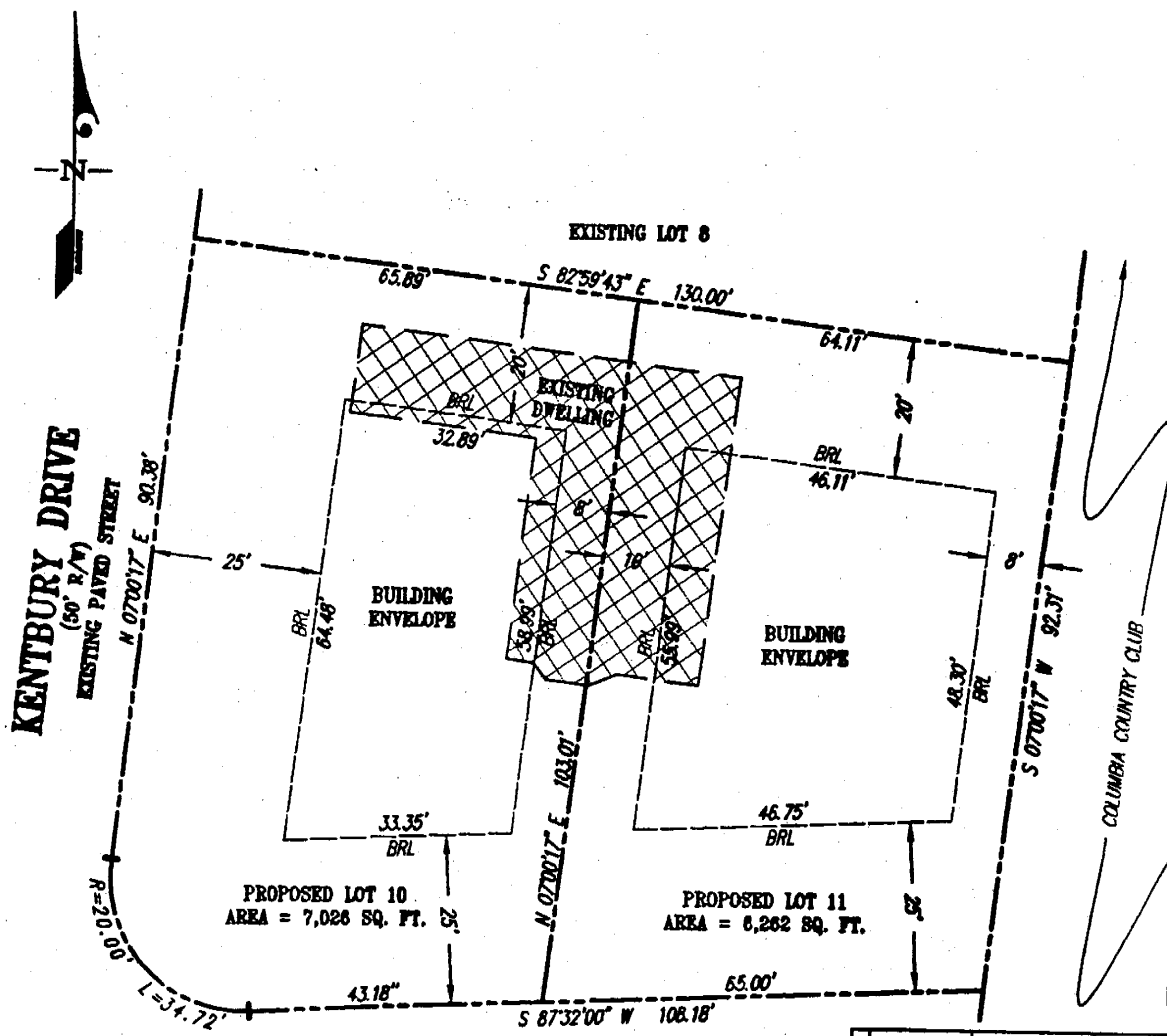 N
EXISTING LOT 8
65.89'
S 82°59'43" E 130.00'
64.11'
20'
20'
EXISTING
DWELLING
BRL
32.89'
BRL
46.11'
KENTBURY DRIVE
(50' R/W)
EXISTING PAVED STREET
N 07°00'17" E 90.38'
25'
8'
10'
8'
BUILDING
ENVELOPE
BUILDING
ENVELOPE
BRL
64.48'
58.99'
BRL
BRL
48.30'
BRL
S 07°00'17" W 92.31'
COLUMBIA COUNTRY CLUB
N 07°00'17" E 103.01'
33.35'
BRL
46.75'
BRL
PROPOSED LOT 10
AREA = 7,026 SQ. FT.
25'
PROPOSED LOT 11
AREA = 6,262 SQ. FT.
25'
R=20.00'
L=34.72'
43.18"
65.00'
S 87°32'00" W 108.18'